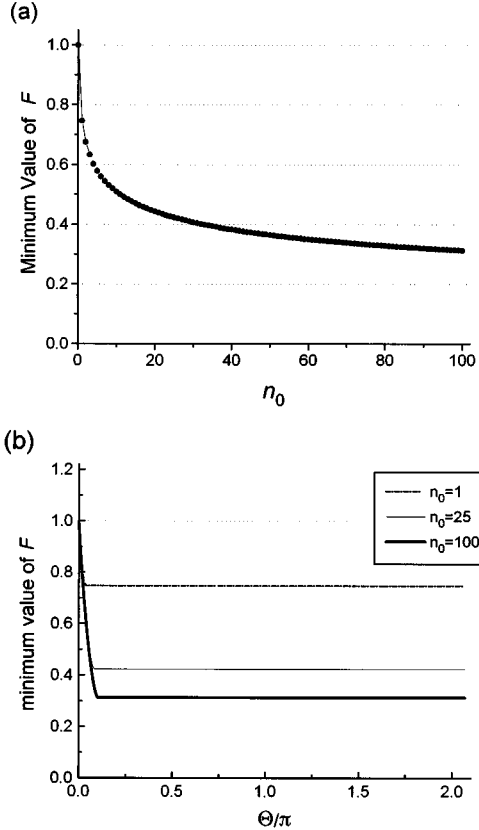 (a)
Minimum Value of F
1.0
0.8
0.6
0.4
0.2
0.0
0 20 40 60 80 100
n₀
(b)
minimum value of F
1.2
1.0
0.8
0.6
0.4
0.2
0.0
n₀=1
n₀=25
n₀=100
0.0 0.5 1.0 1.5 2.0
Θ/π